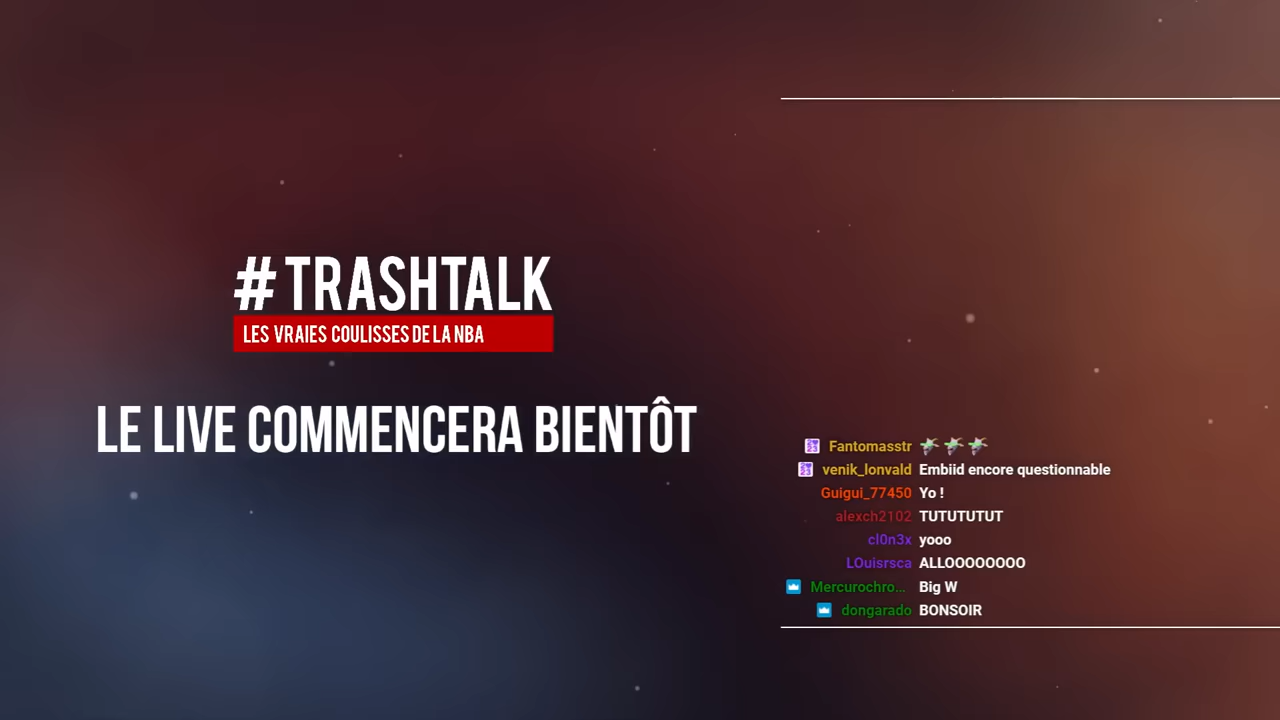 #TRASHTALK
LES VRAIES COULISSES DE LA NBA
LE LIVE COMMENCERA BIENTÔT
Fantomasstr
venik_lonvald Embiid encore questionnable
Guigui_77450 Yo !
alexch2102 TUTUTUTUT
cl0n3x yooo
LOuisrsca ALLOOOOOOOO
Mercurochro... Big W
dongarado BONSOIR